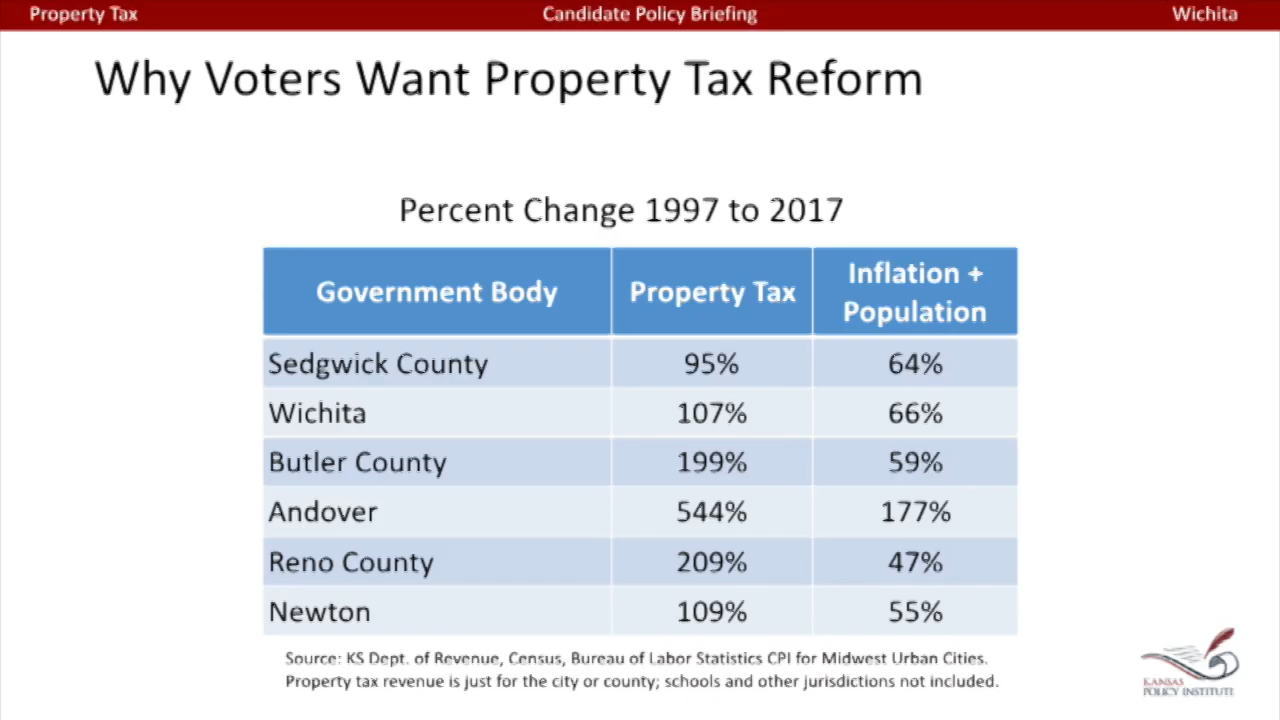 Property Tax Candidate Policy Briefing Wichita
Why Voters Want Property Tax Reform
Percent Change 1997 to 2017
Government Body Property Tax Inflation + Population
Sedgwick County 95% 64%
Wichita 107% 66%
Butler County 199% 59%
Andover 544% 177%
Reno County 209% 47%
Newton 109% 55%
Source: KS Dept. of Revenue, Census, Bureau of Labor Statistics CPI for Midwest Urban Cities.
Property tax revenue is just for the city or county; schools and other jurisdictions not included.
KANSAS
POLICY INSTITUTE